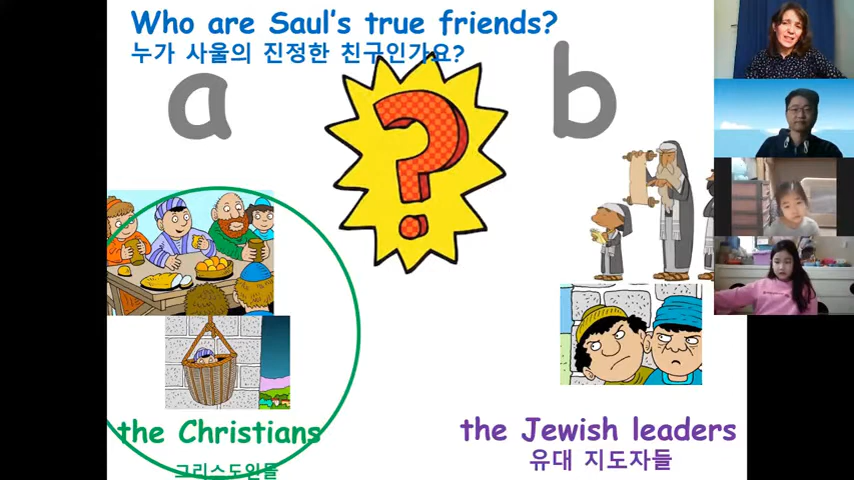 Who are Saul's true friends?
누가 사울의 진정한 친구인가요?
a
b
?
the Christians
그리스도인들
the Jewish leaders
유대 지도자들